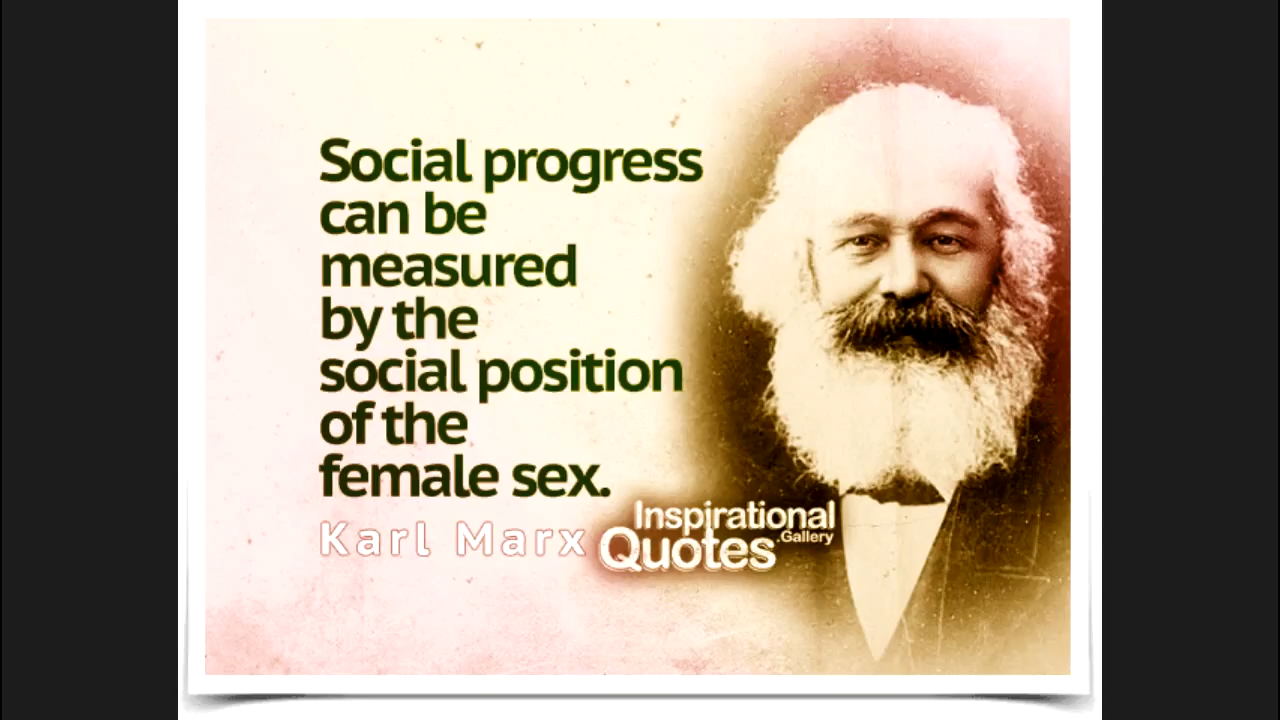 Social progress
can be
measured
by the
social position
of the
female sex.
Karl Marx
Inspirational
Quotes
.Gallery